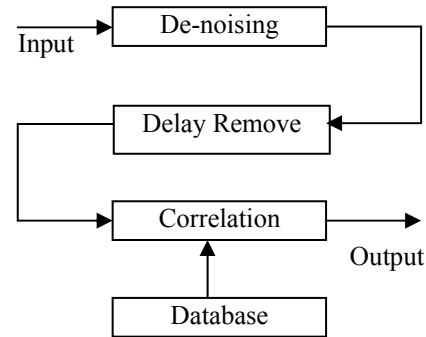 De-noising
Input
Delay Remove
Correlation
Output
Database